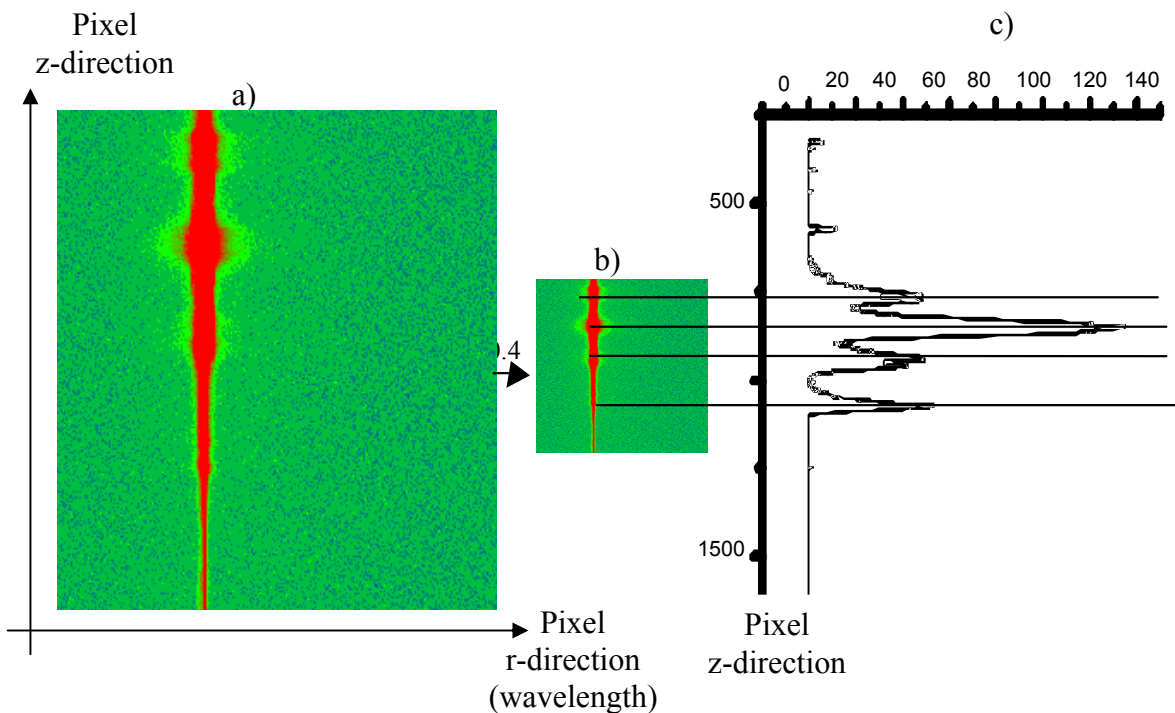 Pixel
z-direction
a)
b)
c)
0 20 40 60 80 100 120 140
500
1500
Pixel
r-direction
(wavelength)
Pixel
z-direction